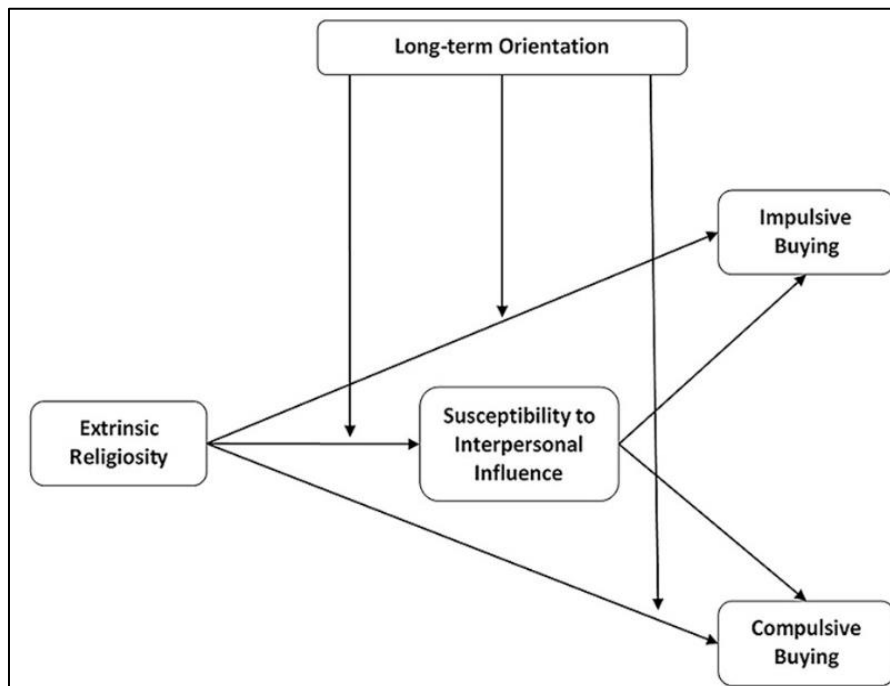 Long-term Orientation
Impulsive
Buying
Extrinsic
Religiosity
Susceptibility to
Interpersonal
Influence
Compulsive
Buying